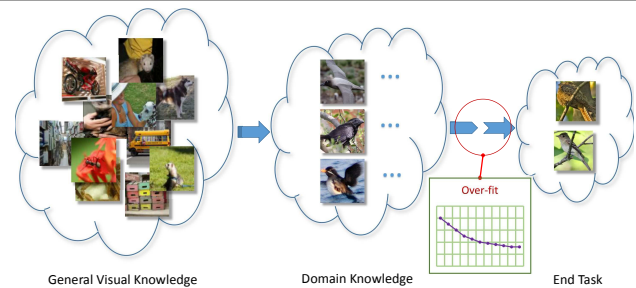 Over-fit
General Visual Knowledge
Domain Knowledge
End Task